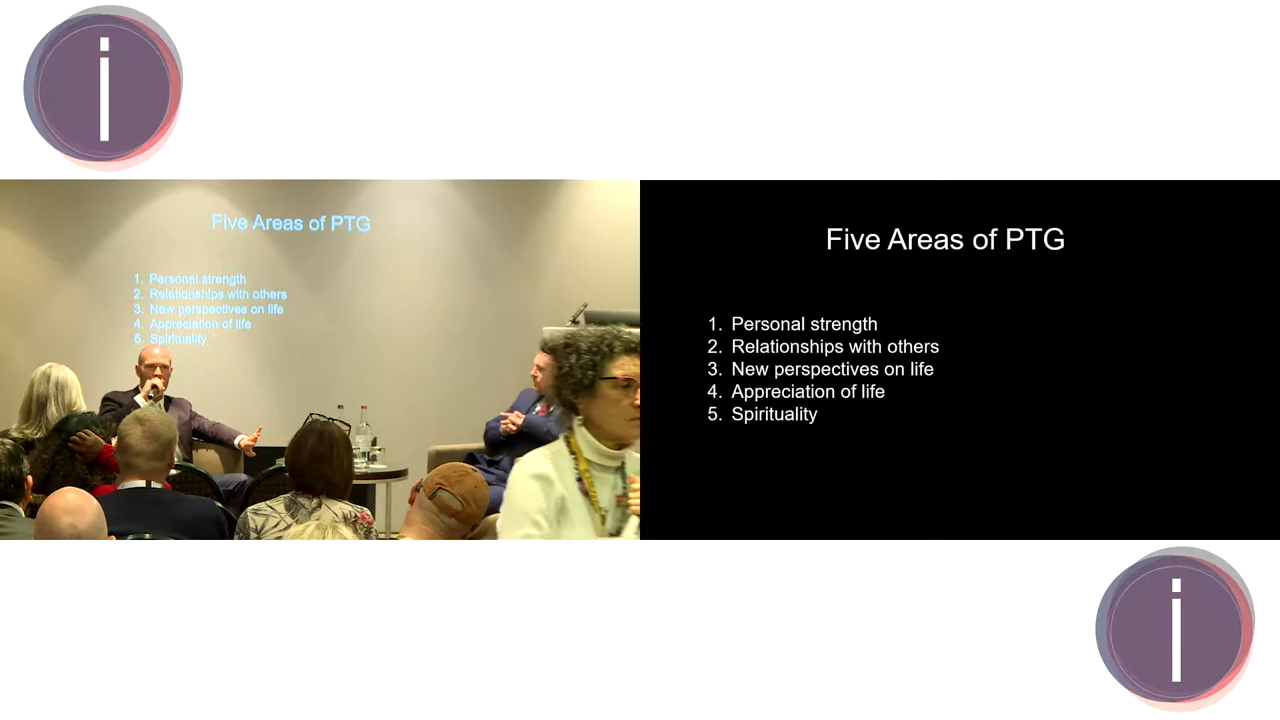 i
Five Areas of PTG
1. Personal strength
2. Relationships with others
3. New perspectives on life
4. Appreciation of life
5. Spirituality
Five Areas of PTG
1. Personal strength
2. Relationships with others
3. New perspectives on life
4. Appreciation of life
5. Spirituality
i